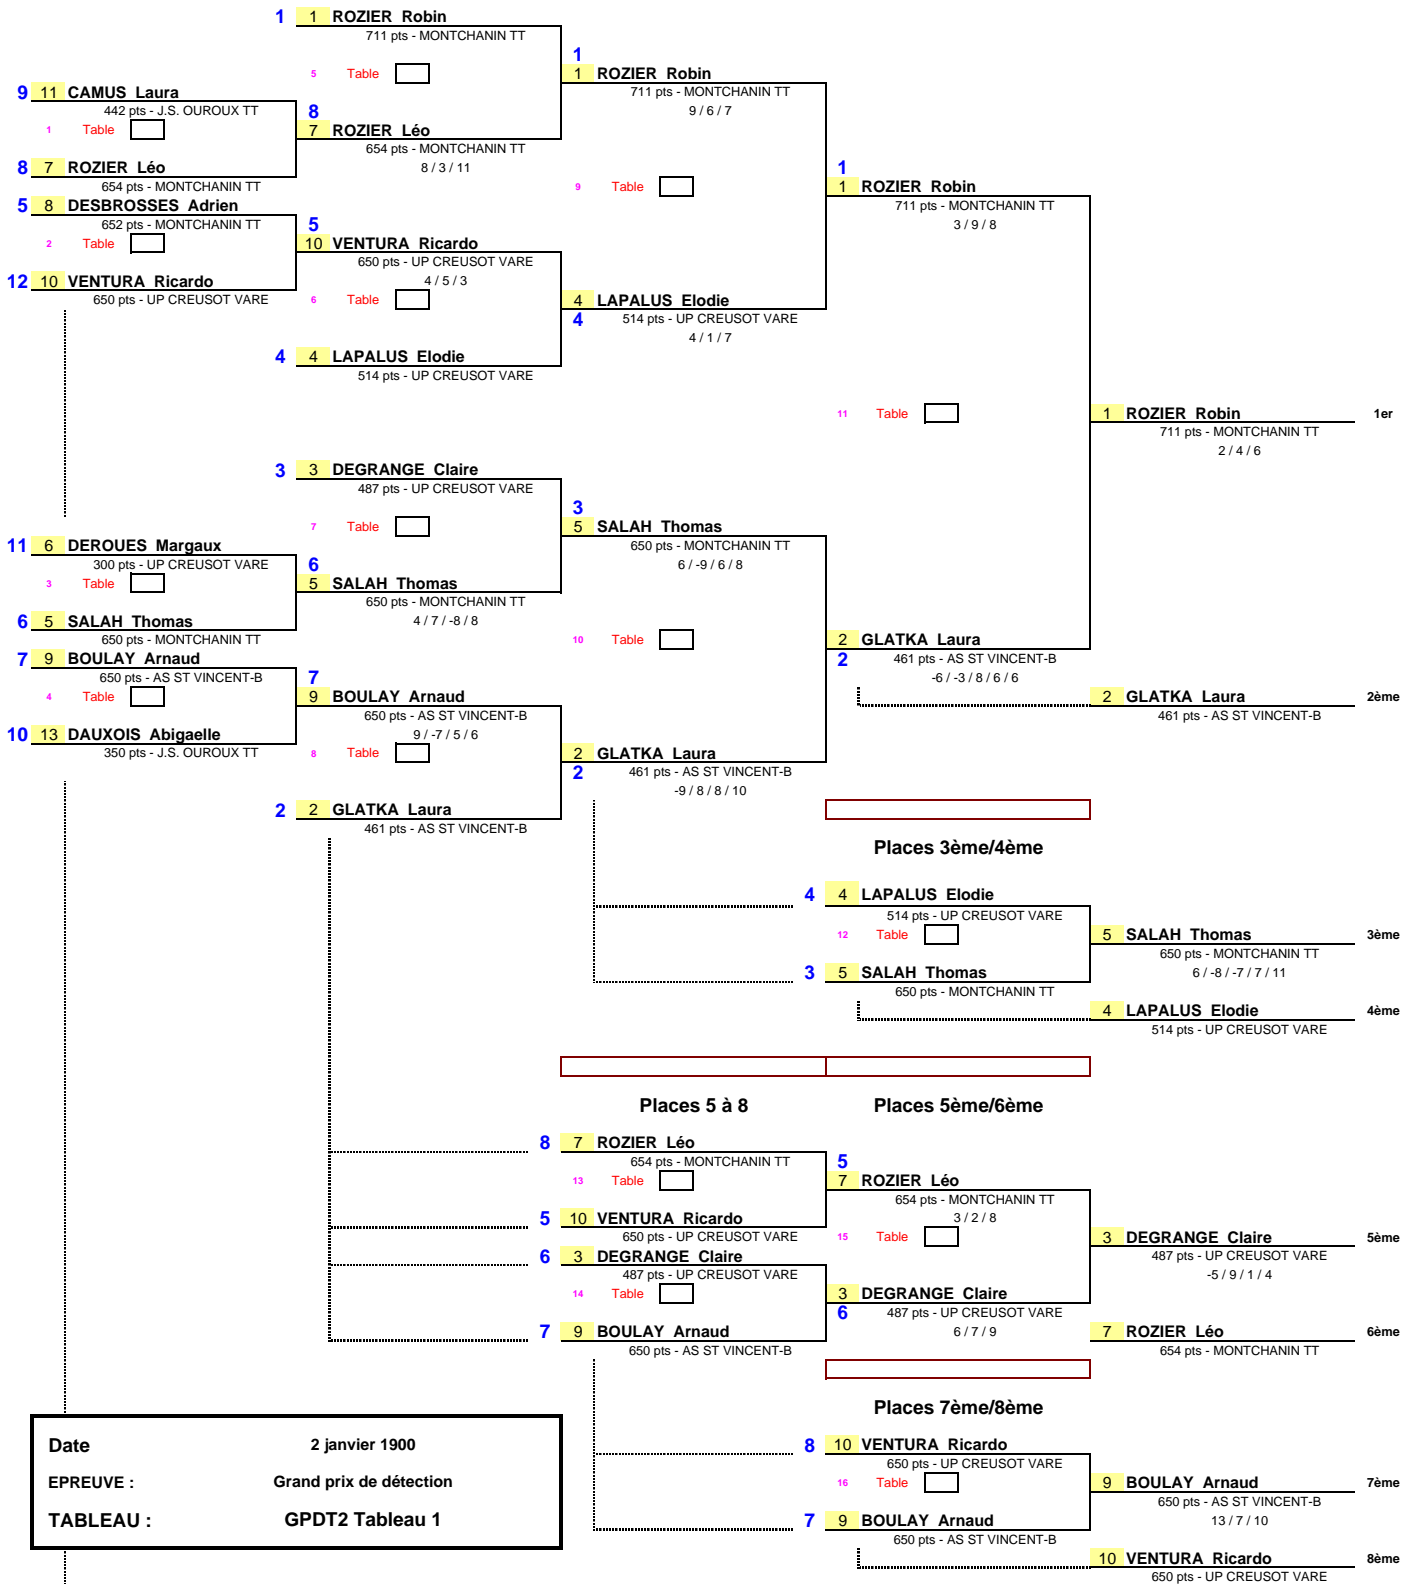 1 1 ROZIER Robin
711 pts - MONTCHANIN TT
1
5 Table
1 ROZIER Robin
711 pts - MONTCHANIN TT
9 / 6 / 7
9 11 CAMUS Laura
442 pts - J.S. OUROUX TT
8
1 Table
7 ROZIER Léo
654 pts - MONTCHANIN TT
8 / 3 / 11
8 7 ROZIER Léo
654 pts - MONTCHANIN TT
1
9 Table
1 ROZIER Robin
711 pts - MONTCHANIN TT
3 / 9 / 8
5 8 DESBROSSES Adrien
652 pts - MONTCHANIN TT
5
2 Table
10 VENTURA Ricardo
650 pts - UP CREUSOT VARE
4 / 5 / 3
12 10 VENTURA Ricardo
650 pts - UP CREUSOT VARE
6 Table
4 LAPALUS Elodie
4
514 pts - UP CREUSOT VARE
4 / 1 / 7
4 4 LAPALUS Elodie
514 pts - UP CREUSOT VARE
11 Table
1 ROZIER Robin 1er
711 pts - MONTCHANIN TT
2 / 4 / 6
3 3 DEGRANGE Claire
487 pts - UP CREUSOT VARE
3
7 Table
5 SALAH Thomas
650 pts - MONTCHANIN TT
6 / -9 / 6 / 8
11 6 DEROUES Margaux
300 pts - UP CREUSOT VARE
6
3 Table
5 SALAH Thomas
650 pts - MONTCHANIN TT
4 / 7 / -8 / 8
6 5 SALAH Thomas
650 pts - MONTCHANIN TT
10 Table
2 GLATKA Laura
2
461 pts - AS ST VINCENT-B
-6 / -3 / 8 / 6 / 6
7 9 BOULAY Arnaud
650 pts - AS ST VINCENT-B
7
4 Table
9 BOULAY Arnaud
650 pts - AS ST VINCENT-B
9 / -7 / 5 / 6
2 GLATKA Laura 2ème
461 pts - AS ST VINCENT-B
10 13 DAUXOIS Abigaelle
350 pts - J.S. OUROUX TT
8 Table
2 GLATKA Laura
2
461 pts - AS ST VINCENT-B
-9 / 8 / 8 / 10
2 2 GLATKA Laura
461 pts - AS ST VINCENT-B
Places 3ème/4ème
4 4 LAPALUS Elodie
514 pts - UP CREUSOT VARE
12 Table
5 SALAH Thomas 3ème
650 pts - MONTCHANIN TT
6 / -8 / -7 / 7 / 11
3 5 SALAH Thomas
650 pts - MONTCHANIN TT
4 LAPALUS Elodie 4ème
514 pts - UP CREUSOT VARE
Places 5 à 8
Places 5ème/6ème
8 7 ROZIER Léo
654 pts - MONTCHANIN TT
5
13 Table
7 ROZIER Léo
654 pts - MONTCHANIN TT
3 / 2 / 8
5 10 VENTURA Ricardo
650 pts - UP CREUSOT VARE
15 Table
3 DEGRANGE Claire 5ème
487 pts - UP CREUSOT VARE
-5 / 9 / 1 / 4
6 3 DEGRANGE Claire
487 pts - UP CREUSOT VARE
14 Table
3 DEGRANGE Claire
6
487 pts - UP CREUSOT VARE
6 / 7 / 9
7 9 BOULAY Arnaud
650 pts - AS ST VINCENT-B
7 ROZIER Léo 6ème
654 pts - MONTCHANIN TT
Places 7ème/8ème
8 10 VENTURA Ricardo
650 pts - UP CREUSOT VARE
16 Table
9 BOULAY Arnaud 7ème
650 pts - AS ST VINCENT-B
13 / 7 / 10
7 9 BOULAY Arnaud
650 pts - AS ST VINCENT-B
10 VENTURA Ricardo 8ème
650 pts - UP CREUSOT VARE
Date 2 janvier 1900
EPREUVE : Grand prix de détection
TABLEAU : GPDT2 Tableau 1